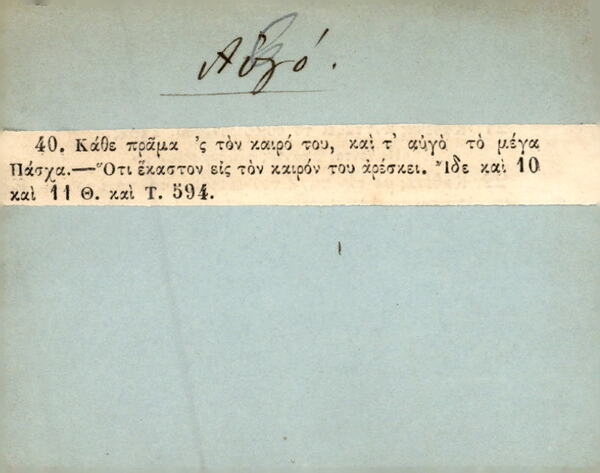 Αὐγό.
40. Κάθε πρᾶμα 'ς τὸν καιρό του, καὶ τ' αὐγὸ τὸ μέγα
Πάσχα.—Ὅτι ἕκαστον εἰς τὸν καιρόν του ἀρέσκει. Ἴδε καὶ 10
καὶ 11 Θ. καὶ Τ. 594.